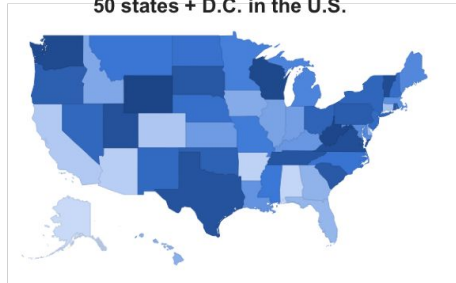 50 states + D.C. in the U.S.